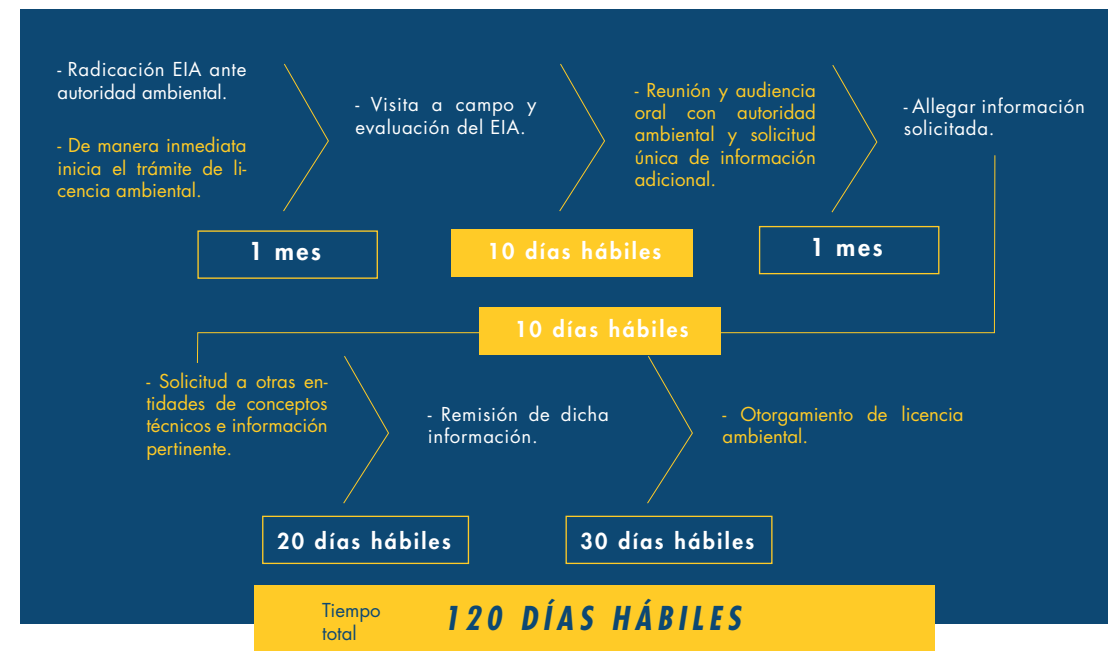 - Radicación EIA ante
autoridad ambiental.
- De manera inmediata
inicia el trámite de li-
cencia ambiental.
- Visita a campo y
evaluación del EIA.
- Reunión y audiencia
oral con autoridad
ambiental y solicitud
única de información
adicional.
- Allegar información
solicitada.
1 mes
10 días hábiles
1 mes
10 días hábiles
- Solicitud a otras en-
tidades de conceptos
técnicos e información
pertinente.
- Remisión de dicha
información.
- Otorgamiento de licencia
ambiental.
20 días hábiles
30 días hábiles
Tiempo
total
120 DÍAS HÁBILES